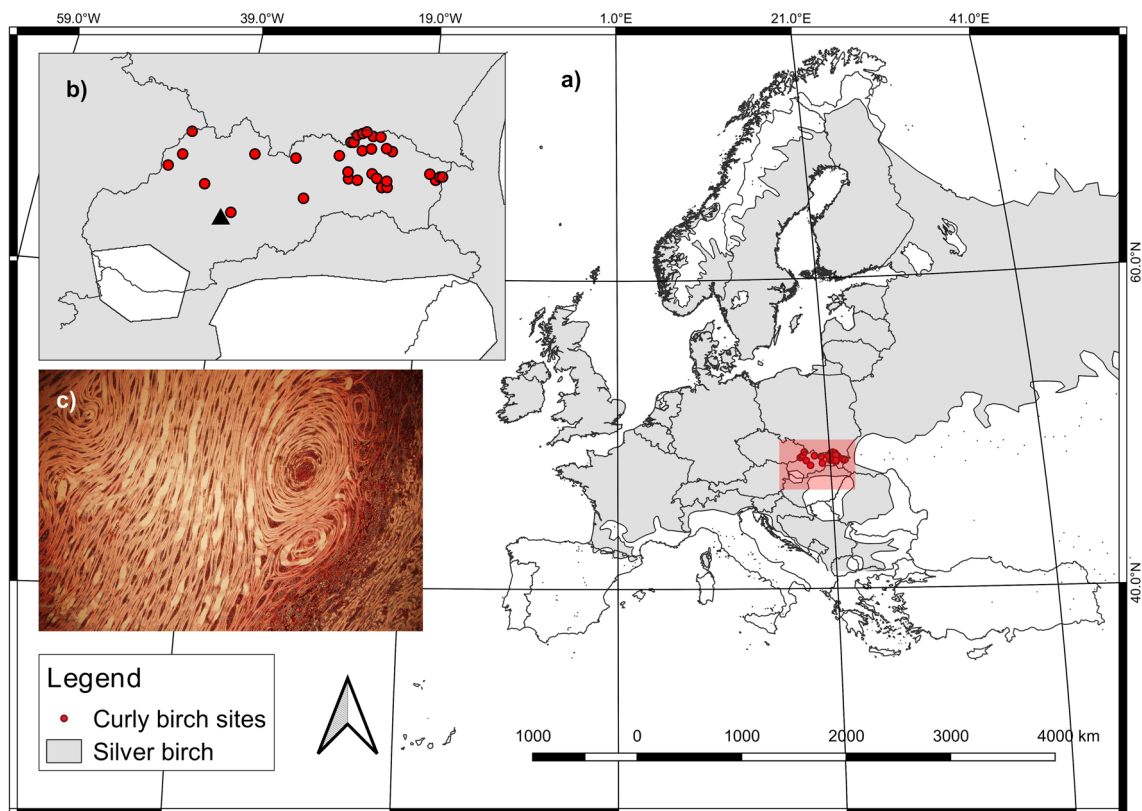 59.0°W 39.0°W 19.0°W 1.0°E 21.0°E 41.0°E
b)
a)
60.0°N
c)
40.0°N
Legend
Curly birch sites
Silver birch
1000 0 1000 2000 3000 4000 km